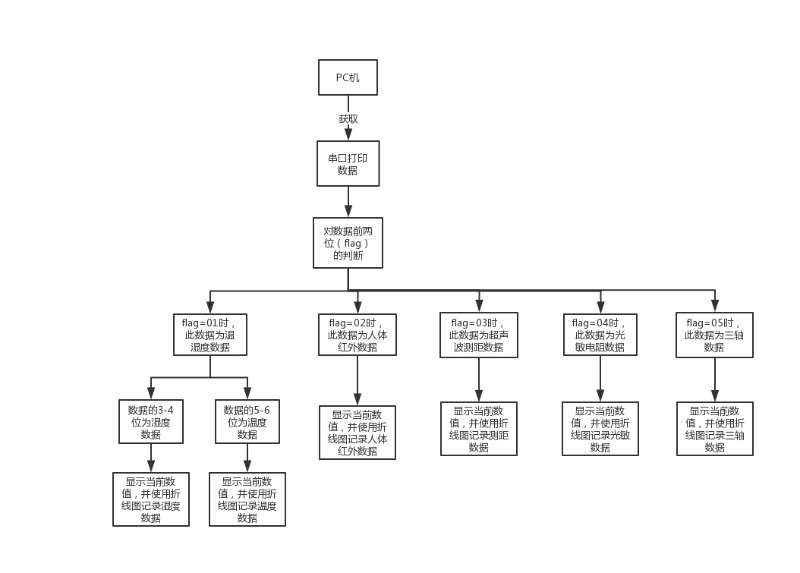 PC机
获取
串口打印
数据
对数据前两
位（flag）
的判断
flag=01时，
此数据为温
湿度数据
flag=02时，
此数据为人体
红外数据
flag=03时，
此数据为超声
波测距数据
flag=04时，
此数据为光
敏电阻数据
flag=05时，
此数据为三轴
数据
数据的3-4
位为湿度
数据
数据的5-6
位为温度
数据
显示当前数
值，并使用折
线图记录人体
红外数据
显示当前数
值，并使用折
线图记录测距
数据
显示当前数
值，并使用折
线图记录光敏
数据
显示当前数
值，并使用折
线图记录三轴
数据
显示当前数
值，并使用折
线图记录湿度
数据
显示当前数
值，并使用折
线图记录温度
数据